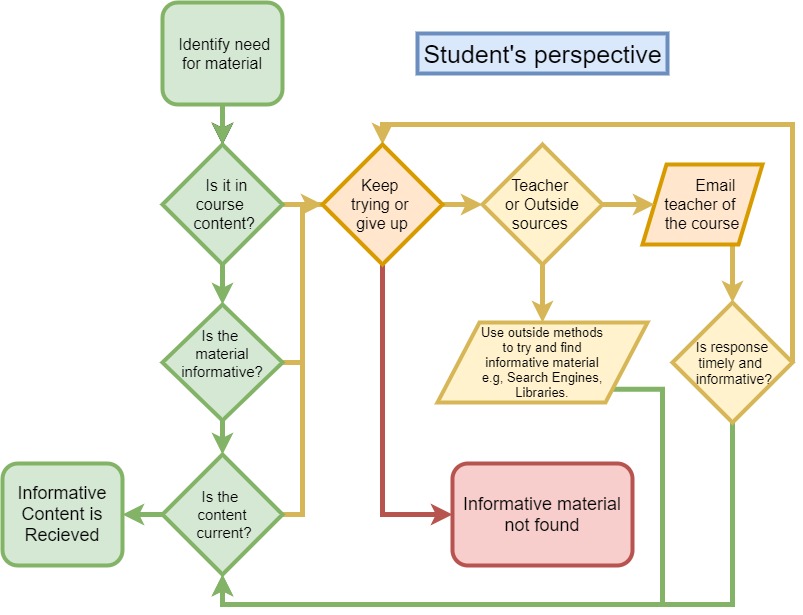 Identify need
for material
Student's perspective
Is it in
course
content?
Keep
trying or
give up
Teacher
or Outside
sources
Email
teacher of
the course
Is the
material
informative?
Use outside methods
to try and find
informative material
e.g, Search Engines,
Libraries.
Is response
timely and
informative?
Informative
Content is
Recieved
Is the
content
current?
Informative material
not found